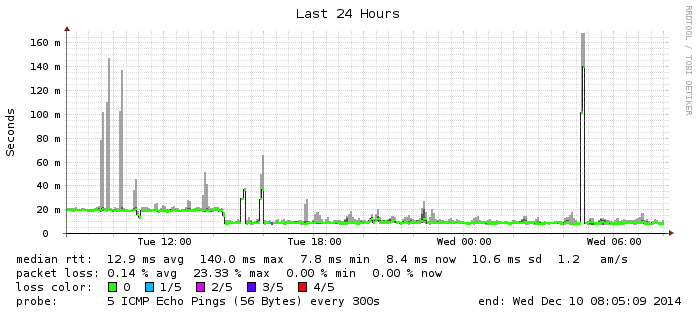 Last 24 Hours
RRDTOOL / TOBI OETIKER
Seconds
160 m
140 m
120 m
100 m
80 m
60 m
40 m
20 m
0
Tue 12:00 Tue 18:00 Wed 00:00 Wed 06:00
median rtt: 12.9 ms avg 140.0 ms max 7.8 ms min 8.4 ms now 10.6 ms sd 1.2 am/s
packet loss: 0.14 % avg 23.33 % max 0.00 % min 0.00 % now
loss color: 0 1/5 2/5 3/5 4/5
probe: 5 ICMP Echo Pings (56 Bytes) every 300s end: Wed Dec 10 08:05:09 2014